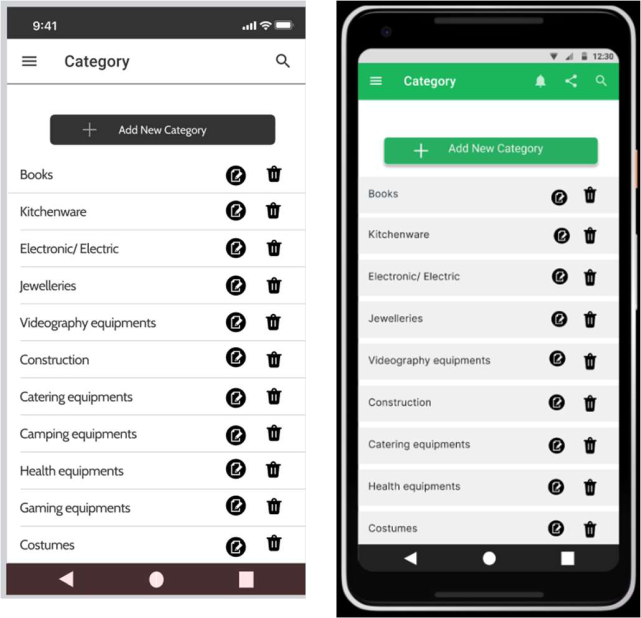 9:41
Category
Add New Category
Books
Kitchenware
Electronic/ Electric
Jewelleries
Videography equipments
Construction
Catering equipments
Camping equipments
Health equipments
Gaming equipments
Costumes
12:30
Category
Add New Category
Books
Kitchenware
Electronic/ Electric
Jewelleries
Videography equipments
Construction
Catering equipments
Health equipments
Costumes